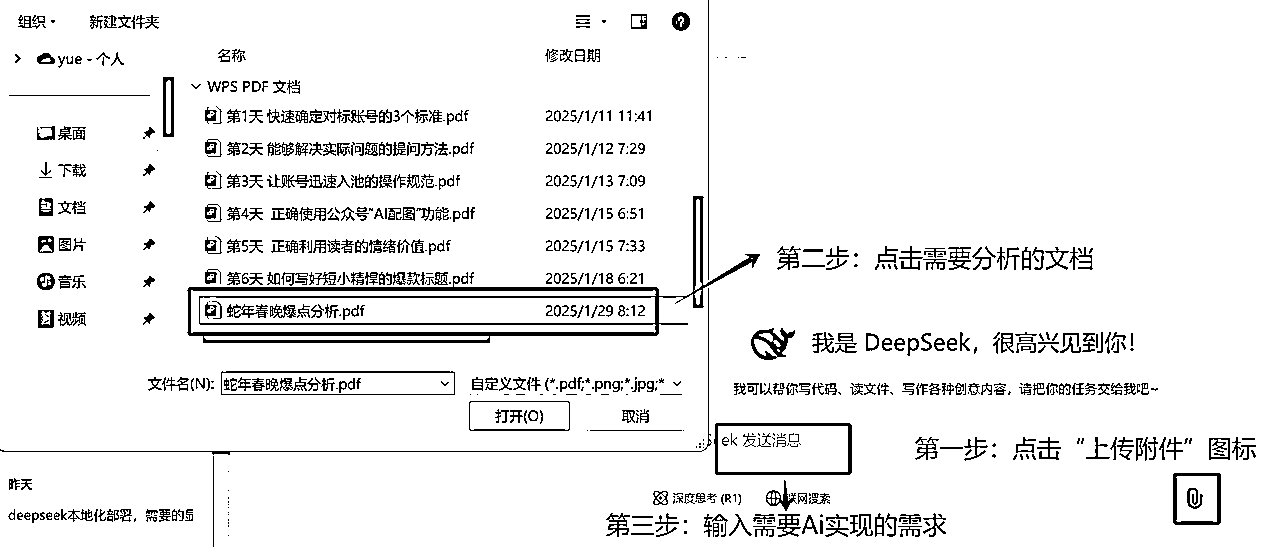 组织
新建文件夹
yue - 个人
桌面
下载
文档
图片
音乐
视频
名称
修改日期
WPS PDF 文档
第1天 快速确定对标账号的3个标准.pdf 2025/1/11 11:41
第2天 能够解决实际问题的提问方法.pdf 2025/1/12 7:29
第3天 让账号迅速入池的操作规范.pdf 2025/1/13 7:09
第4天 正确使用公众号“AI配图”功能.pdf 2025/1/15 6:51
第5天 正确利用读者的情绪价值.pdf 2025/1/15 7:33
第6天 如何写好短小精悍的爆款标题.pdf 2025/1/18 6:21
蛇年春晚爆点分析.pdf 2025/1/29 8:12
文件名(N): 蛇年春晚爆点分析.pdf
自定义文件 (*.pdf;*.png;*.jpg;*
打开(O)
取消
第二步：点击需要分析的文档
我是 DeepSeek，很高兴见到你！
我可以帮你写代码、读文件、写作各种创意内容，请把你的任务交给我吧~
eek 发送消息
第一步：点击“上传附件”图标
深度思考 (R1)
联网搜索
第三步：输入需要Ai实现的需求
昨天
deepseek本地化部署，需要的显